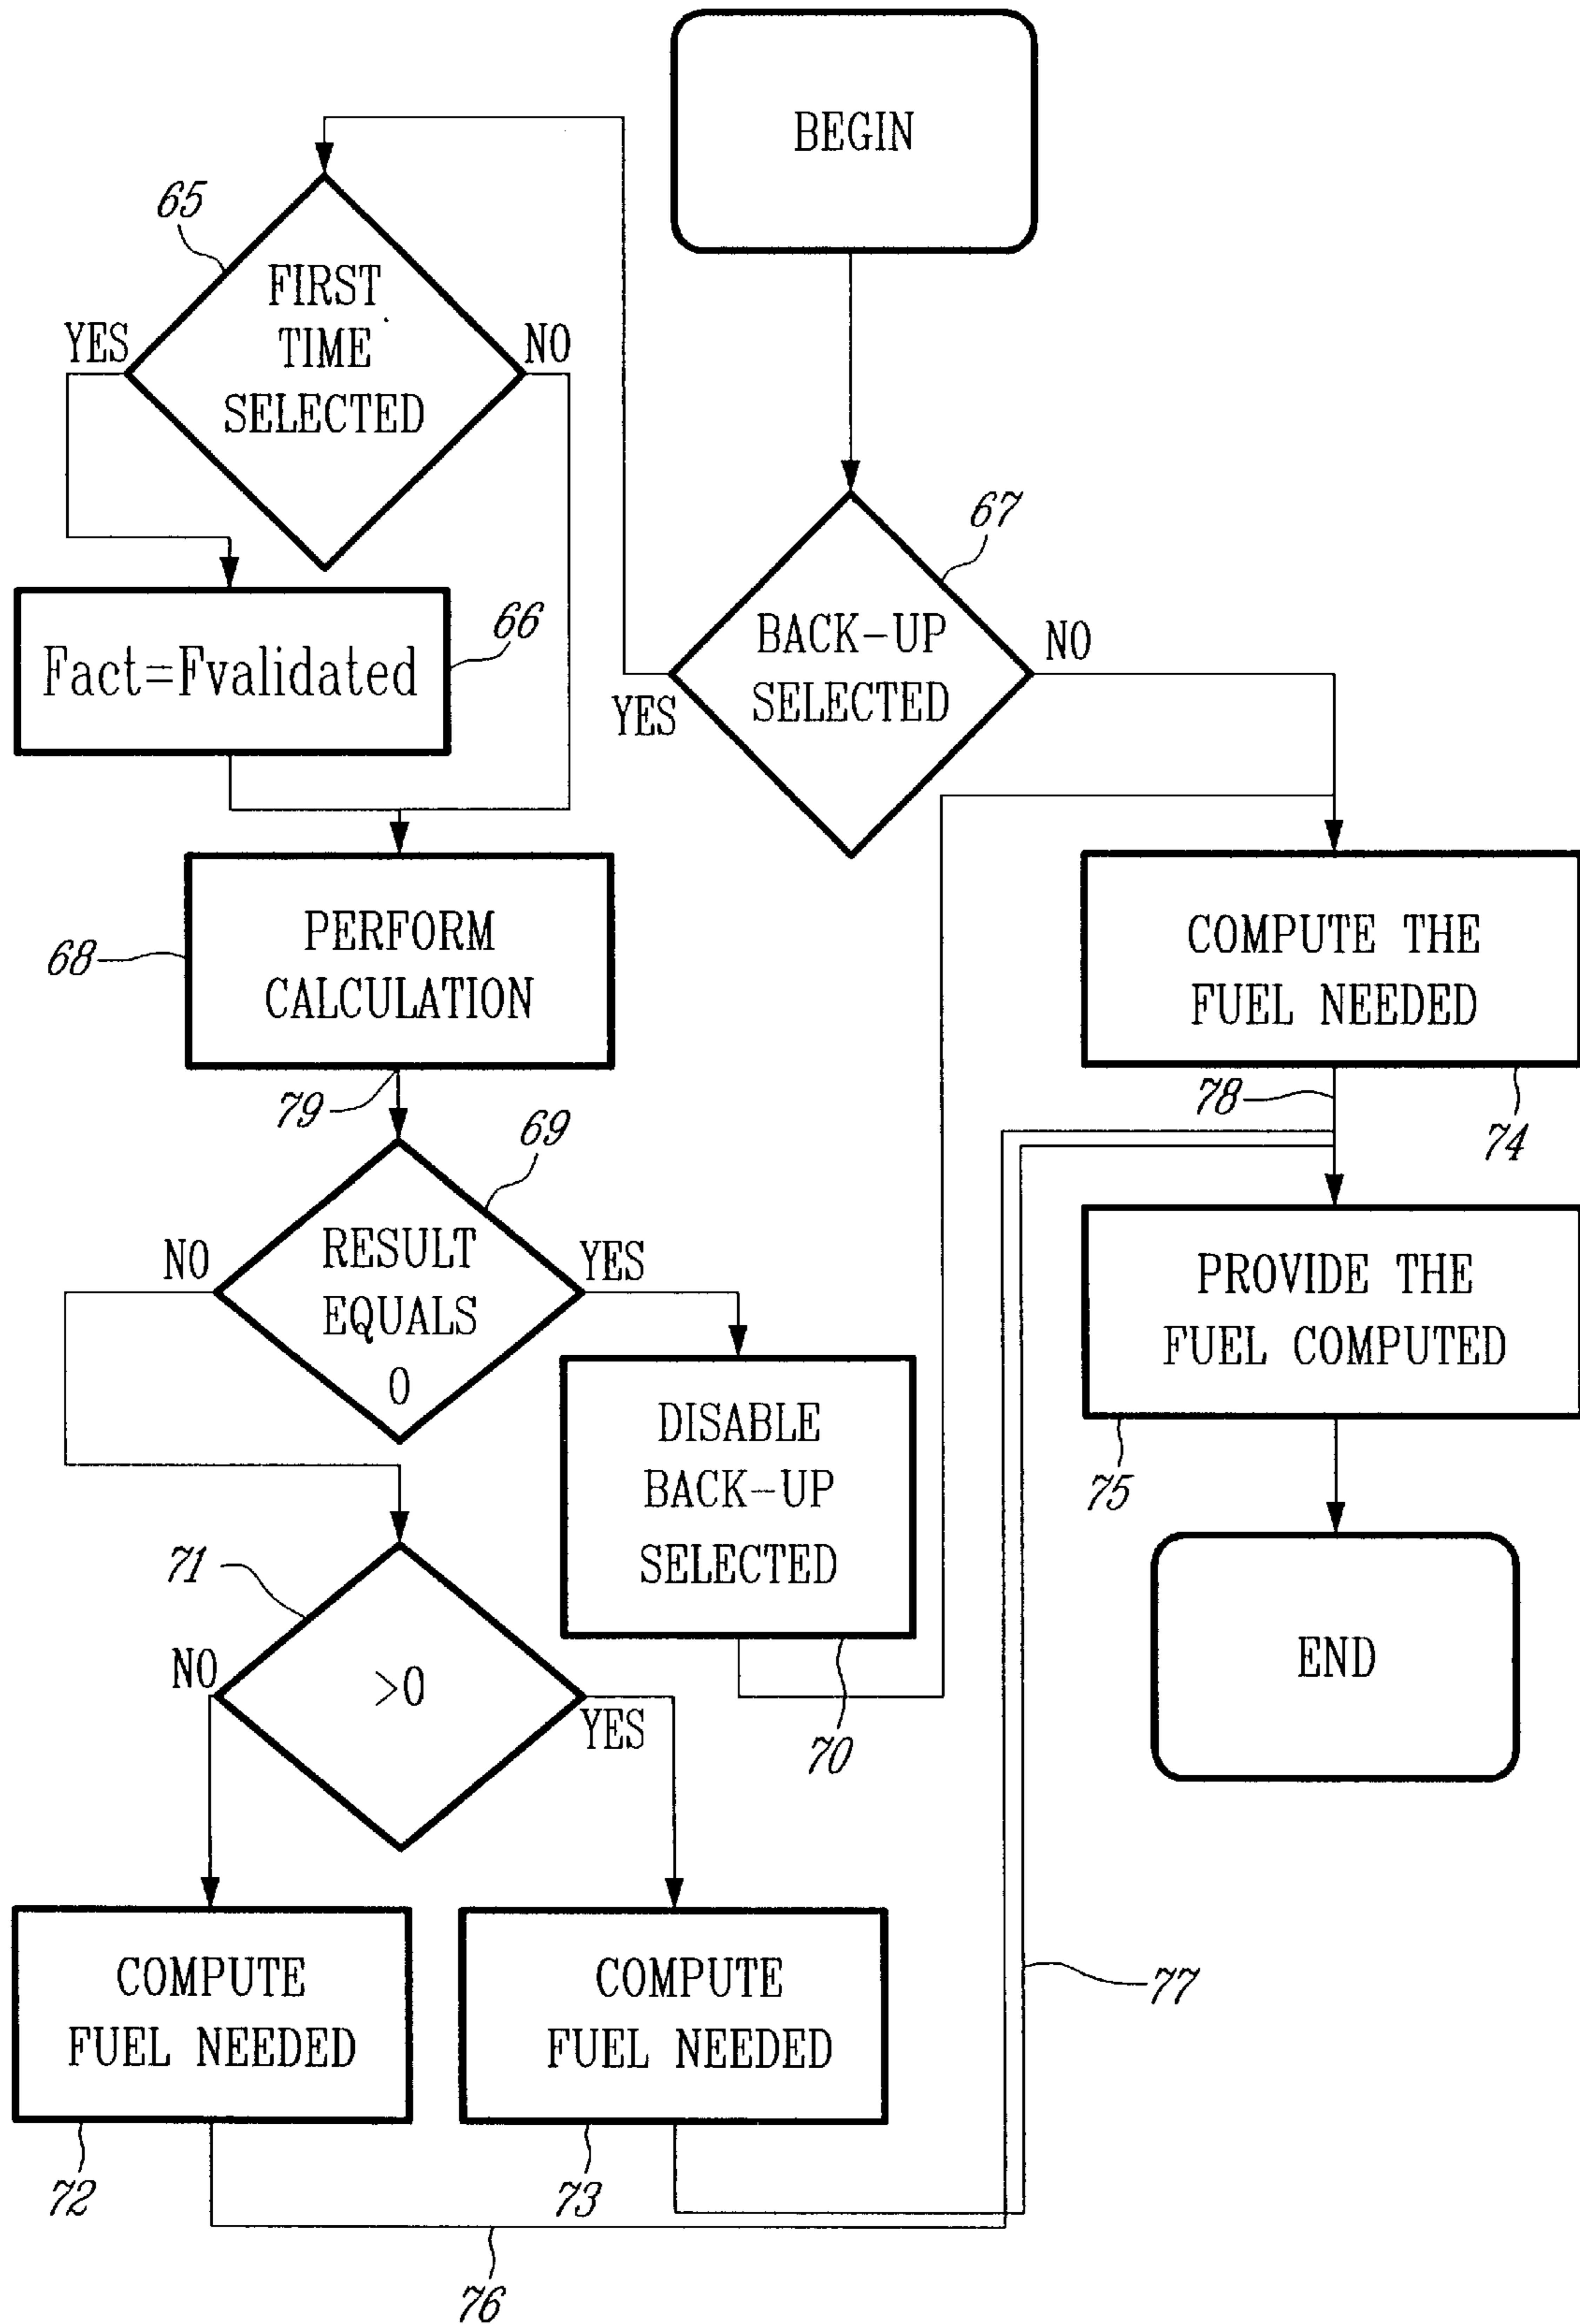 BEGIN
65
FIRST
TIME
SELECTED
YES
NO
67
66
Fact=Fvalidated
BACK-UP
SELECTED
NO
YES
68
PERFORM
CALCULATION
COMPUTE THE
FUEL NEEDED
79
78
74
69
RESULT
EQUALS
0
NO
YES
PROVIDE THE
FUEL COMPUTED
75
DISABLE
BACK-UP
SELECTED
70
71
>0
NO
YES
END
COMPUTE
FUEL NEEDED
72
COMPUTE
FUEL NEEDED
73
77
76